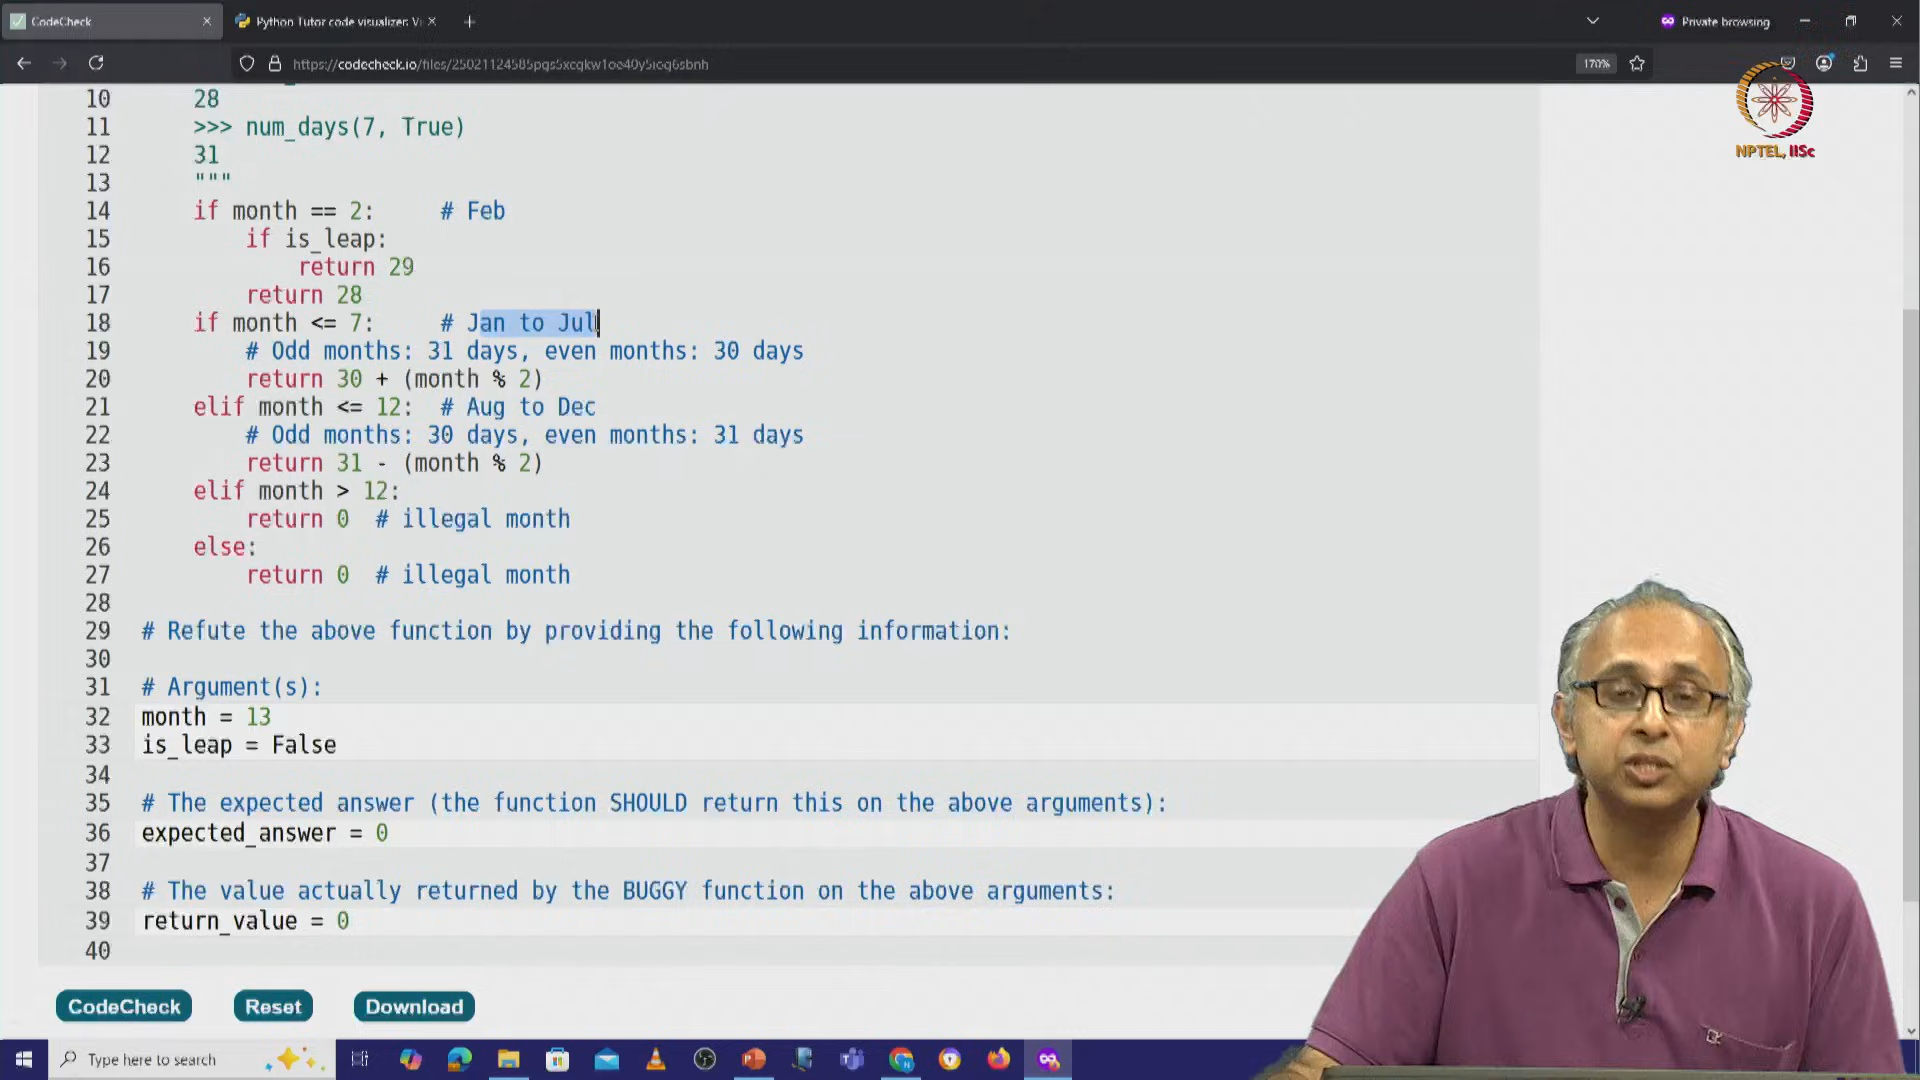 CodeCheck
Python Tutor code visualizer: Vi
Private browsing
https://codecheck.io/files/25021124585pqs5xcgkw1oe40y5iog6sbnh
170%
NPTEL, IISc
10 28
11 >>> num_days(7, True)
12 31
13 """
14 if month == 2: # Feb
15 if is_leap:
16 return 29
17 return 28
18 if month <= 7: # Jan to Jul
19 # Odd months: 31 days, even months: 30 days
20 return 30 + (month % 2)
21 elif month <= 12: # Aug to Dec
22 # Odd months: 30 days, even months: 31 days
23 return 31 - (month % 2)
24 elif month > 12:
25 return 0 # illegal month
26 else:
27 return 0 # illegal month
28
29 # Refute the above function by providing the following information:
30
31 # Argument(s):
32 month = 13
33 is_leap = False
34
35 # The expected answer (the function SHOULD return this on the above arguments):
36 expected_answer = 0
37
38 # The value actually returned by the BUGGY function on the above arguments:
39 return_value = 0
40
CodeCheck Reset Download
Type here to search